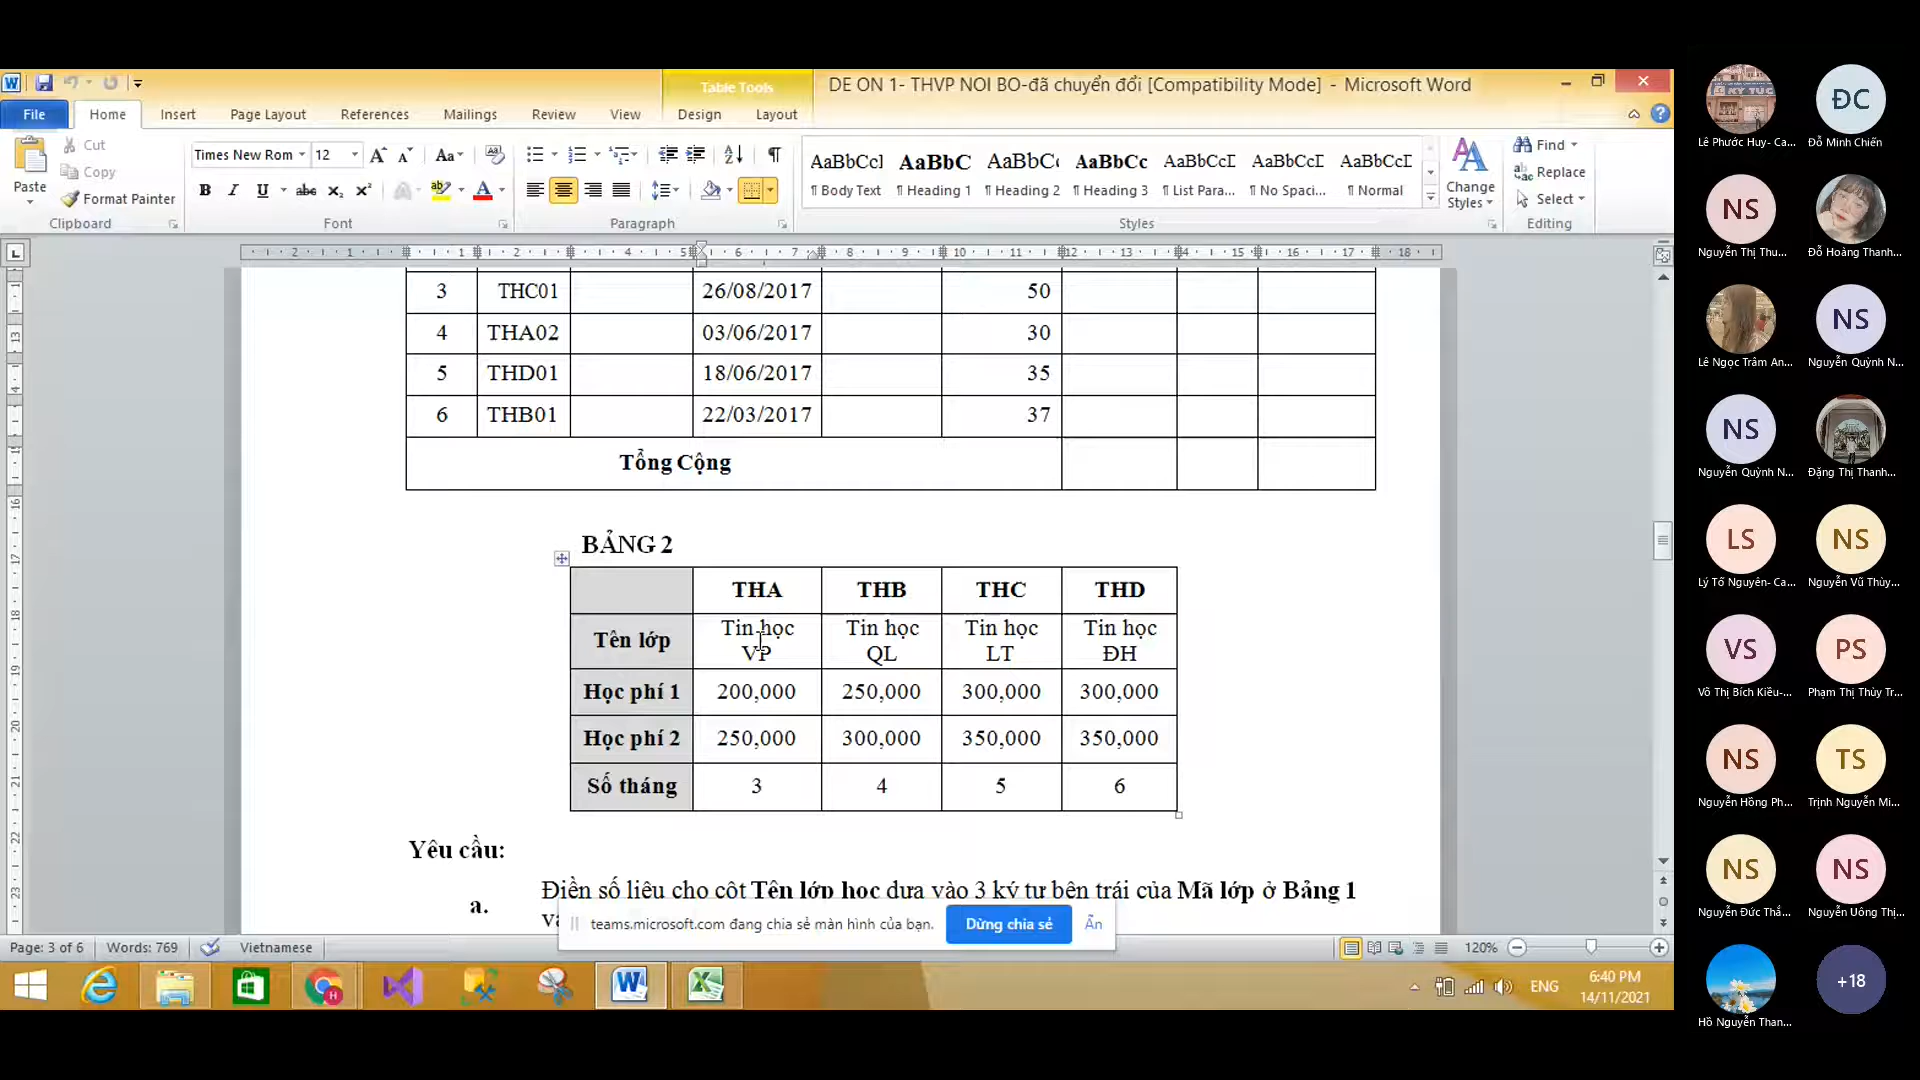 Table Tools
DE ON 1- THVP NOI BO-đã chuyển đổi [Compatibility Mode] - Microsoft Word
File Home Insert Page Layout References Mailings Review View Design Layout
Paste
Cut
Copy
Format Painter
Clipboard
Times New Rom 12
Font
Paragraph
AaBbCcI AaBbC AaBbC AaBbCc AaBbCcD AaBbCcD AaBbCcD
¶ Body Text ¶ Heading 1 ¶ Heading 2 ¶ Heading 3 ¶ List Para... ¶ No Spaci... ¶ Normal
Styles
Change Styles
Find
Replace
Select
Editing
3 THC01 26/08/2017 50
4 THA02 03/06/2017 30
5 THD01 18/06/2017 35
6 THB01 22/03/2017 37
Tổng Cộng
BẢNG 2
THA THB THC THD
Tên lớp Tin học VP Tin học QL Tin học LT Tin học ĐH
Học phí 1 200,000 250,000 300,000 300,000
Học phí 2 250,000 300,000 350,000 350,000
Số tháng 3 4 5 6
Yêu cầu:
a. Điền số liệu cho cột Tên lớp học dựa vào 3 ký tự bên trái của Mã lớp ở Bảng 1
teams.microsoft.com đang chia sẻ màn hình của bạn. Dừng chia sẻ Ẩn
Page: 3 of 6 Words: 769 Vietnamese 120%
ENG
6:40 PM
14/11/2021
Lê Phước Huy- Ca...
ĐC
Đỗ Minh Chiến
NS
Nguyễn Thị Thu...
Đỗ Hoàng Thanh...
Lê Ngọc Trâm An...
NS
Nguyễn Quỳnh N...
NS
Nguyễn Quỳnh N...
Đặng Thị Thanh...
LS
Lý Tố Nguyên- Ca...
NS
Nguyễn Vũ Thùy...
VS
Võ Thị Bích Kiều-...
PS
Phạm Thị Thùy Tr...
NS
Nguyễn Hồng Ph...
TS
Trịnh Nguyễn Mi...
NS
Nguyễn Đức Thắ...
NS
Nguyễn Uông Thị...
Hồ Nguyễn Than...
+18